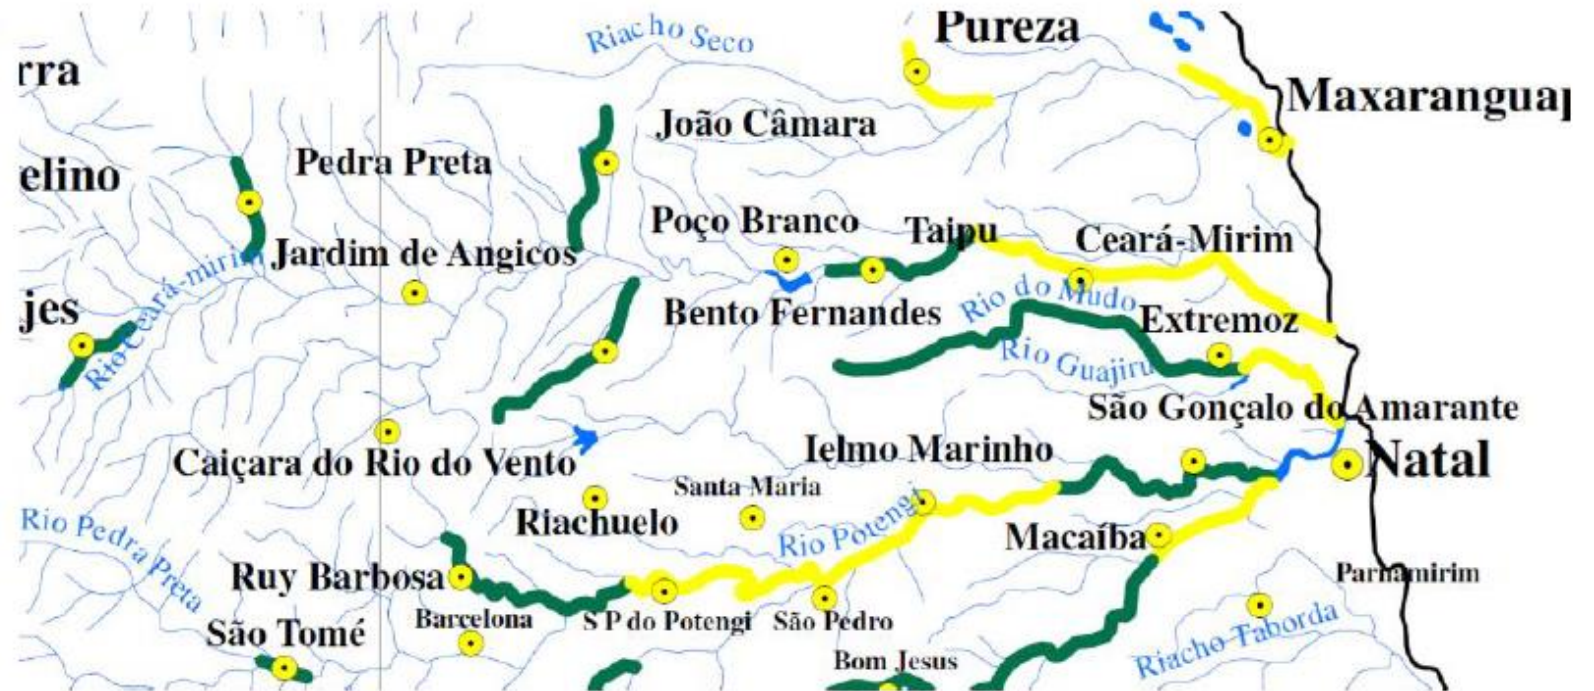 Pureza
Riacho Seco
rra
Maxaranguap
João Câmara
Pedra Preta
elino
Poço Branco
Taipu
Ceará-Mirim
Jardim de Angicos
Rio Ceará-mirim
jes
Bento Fernandes
Rio do Mudo
Extremoz
Rio Guajiru
São Gonçalo do Amarante
Ielmo Marinho
Natal
Caiçara do Rio do Vento
Santa Maria
Riachuelo
Rio Potengi
Macaíba
Rio Pedra Preta
Ruy Barbosa
Parnamirim
Barcelona
S P do Potengi
São Pedro
São Tomé
Riacho Taborda
Bom Jesus